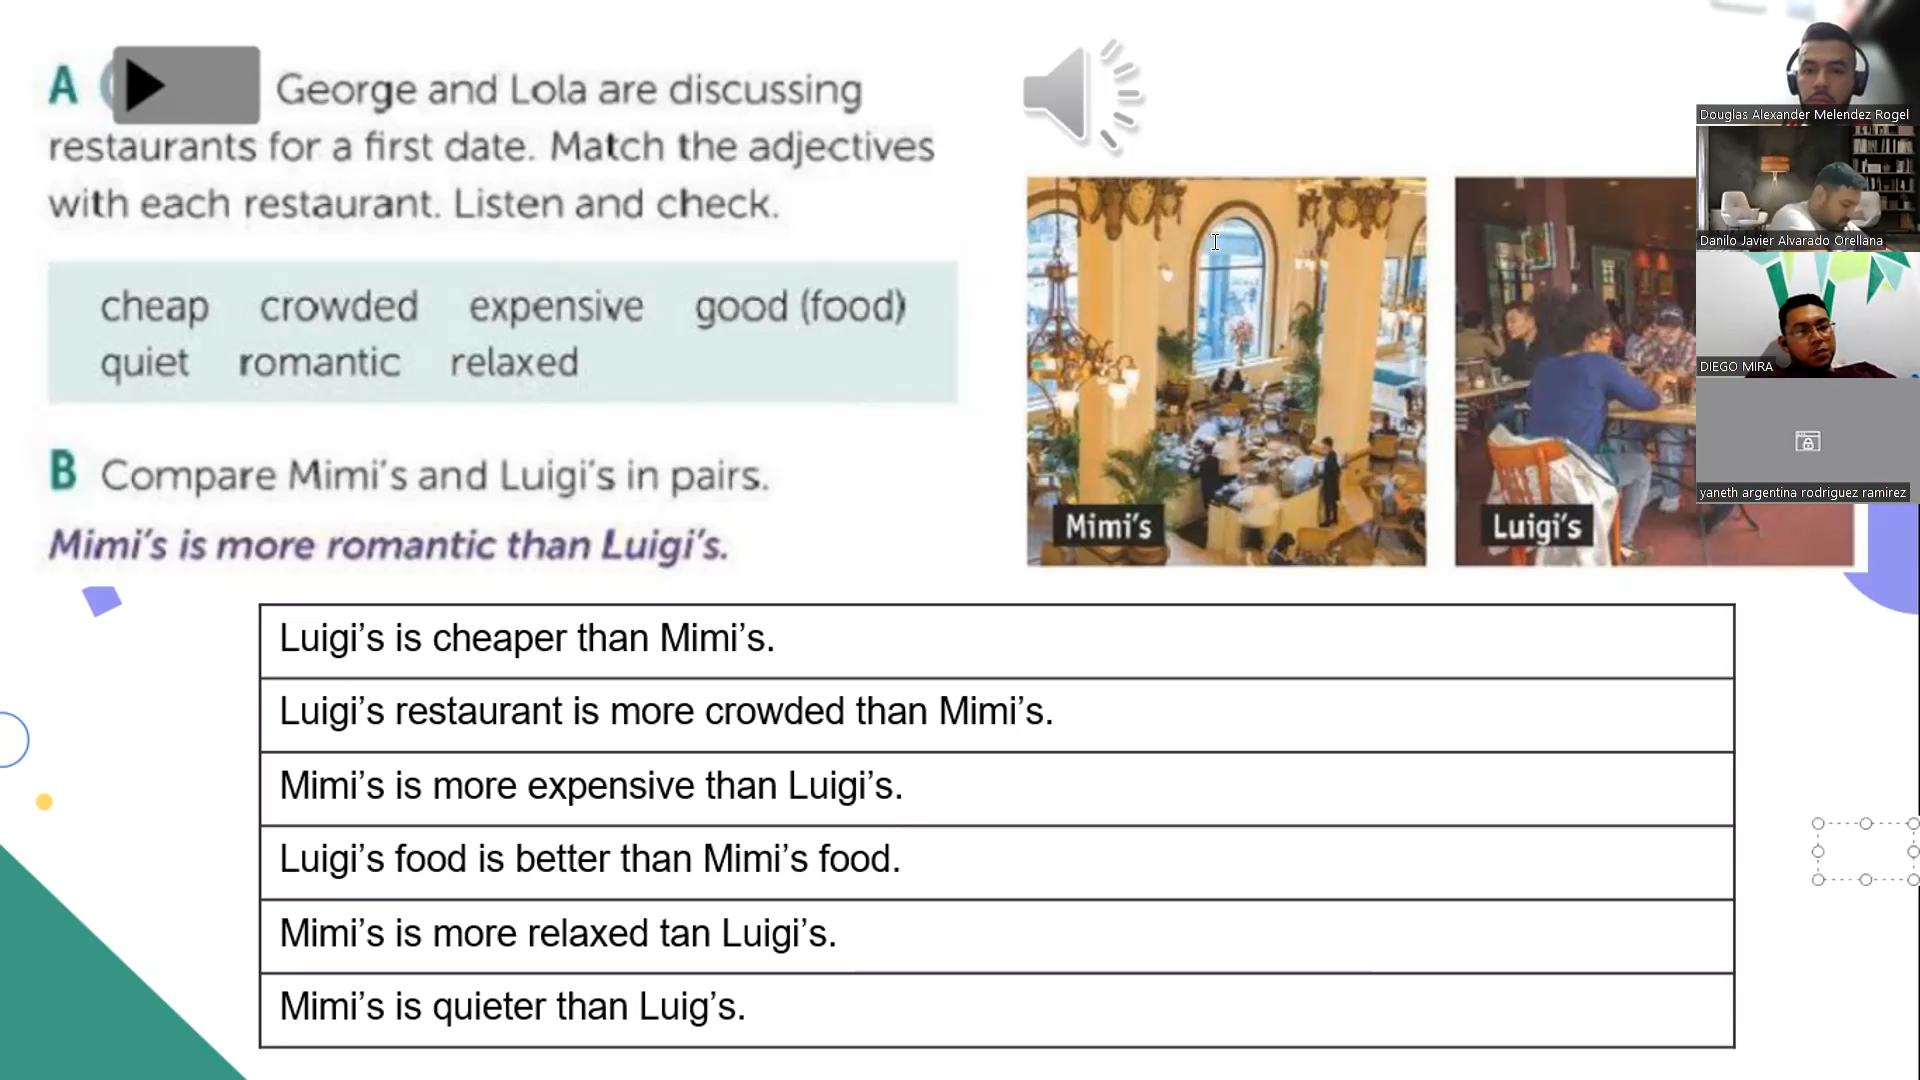 A George and Lola are discussing
restaurants for a first date. Match the adjectives
with each restaurant. Listen and check.
cheap crowded expensive good (food)
quiet romantic relaxed
B Compare Mimi's and Luigi's in pairs.
Mimi's is more romantic than Luigi's.
Mimi's
Luigi's
Douglas Alexander Melendez Rogel
Danilo Javier Alvarado Orellana
DIEGO MIRA
yaneth argentina rodriguez ramirez
Luigi’s is cheaper than Mimi’s.
Luigi’s restaurant is more crowded than Mimi’s.
Mimi’s is more expensive than Luigi’s.
Luigi’s food is better than Mimi’s food.
Mimi’s is more relaxed tan Luigi’s.
Mimi’s is quieter than Luig’s.